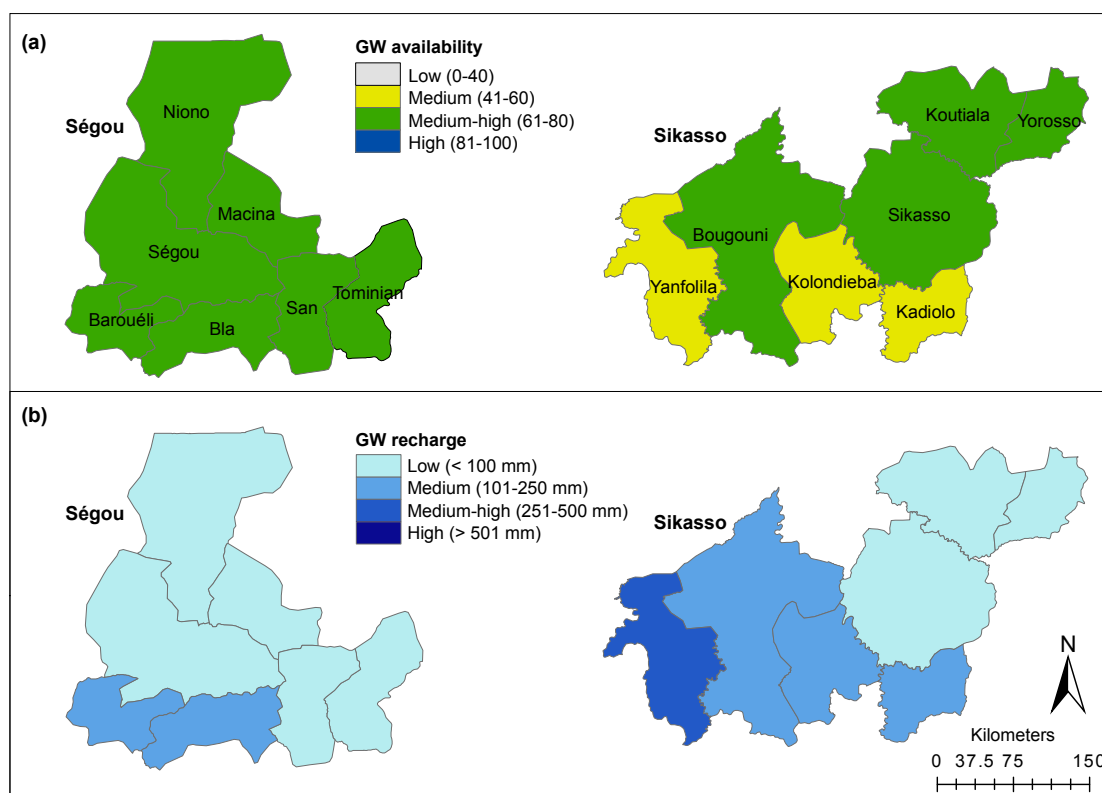 (a)
GW availability
Low (0-40)
Medium (41-60)
Medium-high (61-80)
High (81-100)
Ségou
Niono
Macina
Ségou
Barouéli
Bla
San
Tominian
Sikasso
Koutiala
Yorosso
Sikasso
Bougouni
Yanfolila
Kolondieba
Kadiolo
(b)
GW recharge
Low (< 100 mm)
Medium (101-250 mm)
Medium-high (251-500 mm)
High (> 501 mm)
Ségou
Sikasso
N
Kilometers
0 37.5 75 150